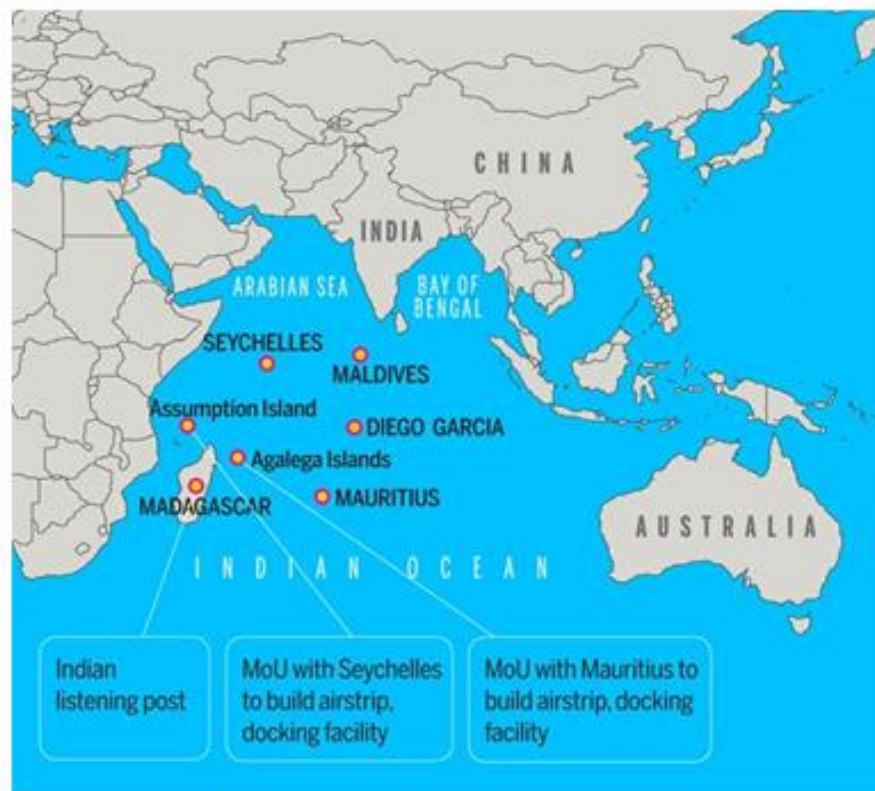 CHINA
INDIA
ARABIAN SEA
BAY OF
BENGAL
SEYCHELLES
MALDIVES
Assumption Island
DIEGO GARCIA
Agalega Islands
MADAGASCAR
MAURITIUS
AUSTRALIA
INDIAN OCEAN
Indian
listening post
MoU with Seychelles
to build airstrip,
docking facility
MoU with Mauritius to
build airstrip, docking
facility